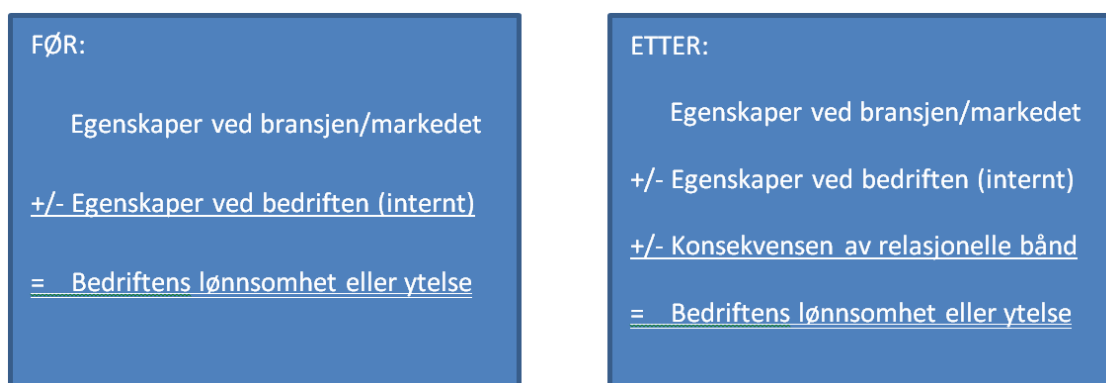 FØR:
Egenskaper ved bransjen/markedet
+/- Egenskaper ved bedriften (internt)
= Bedriftens lønnsomhet eller ytelse
ETTER:
Egenskaper ved bransjen/markedet
+/- Egenskaper ved bedriften (internt)
+/- Konsekvensen av relasjonelle bånd
= Bedriftens lønnsomhet eller ytelse